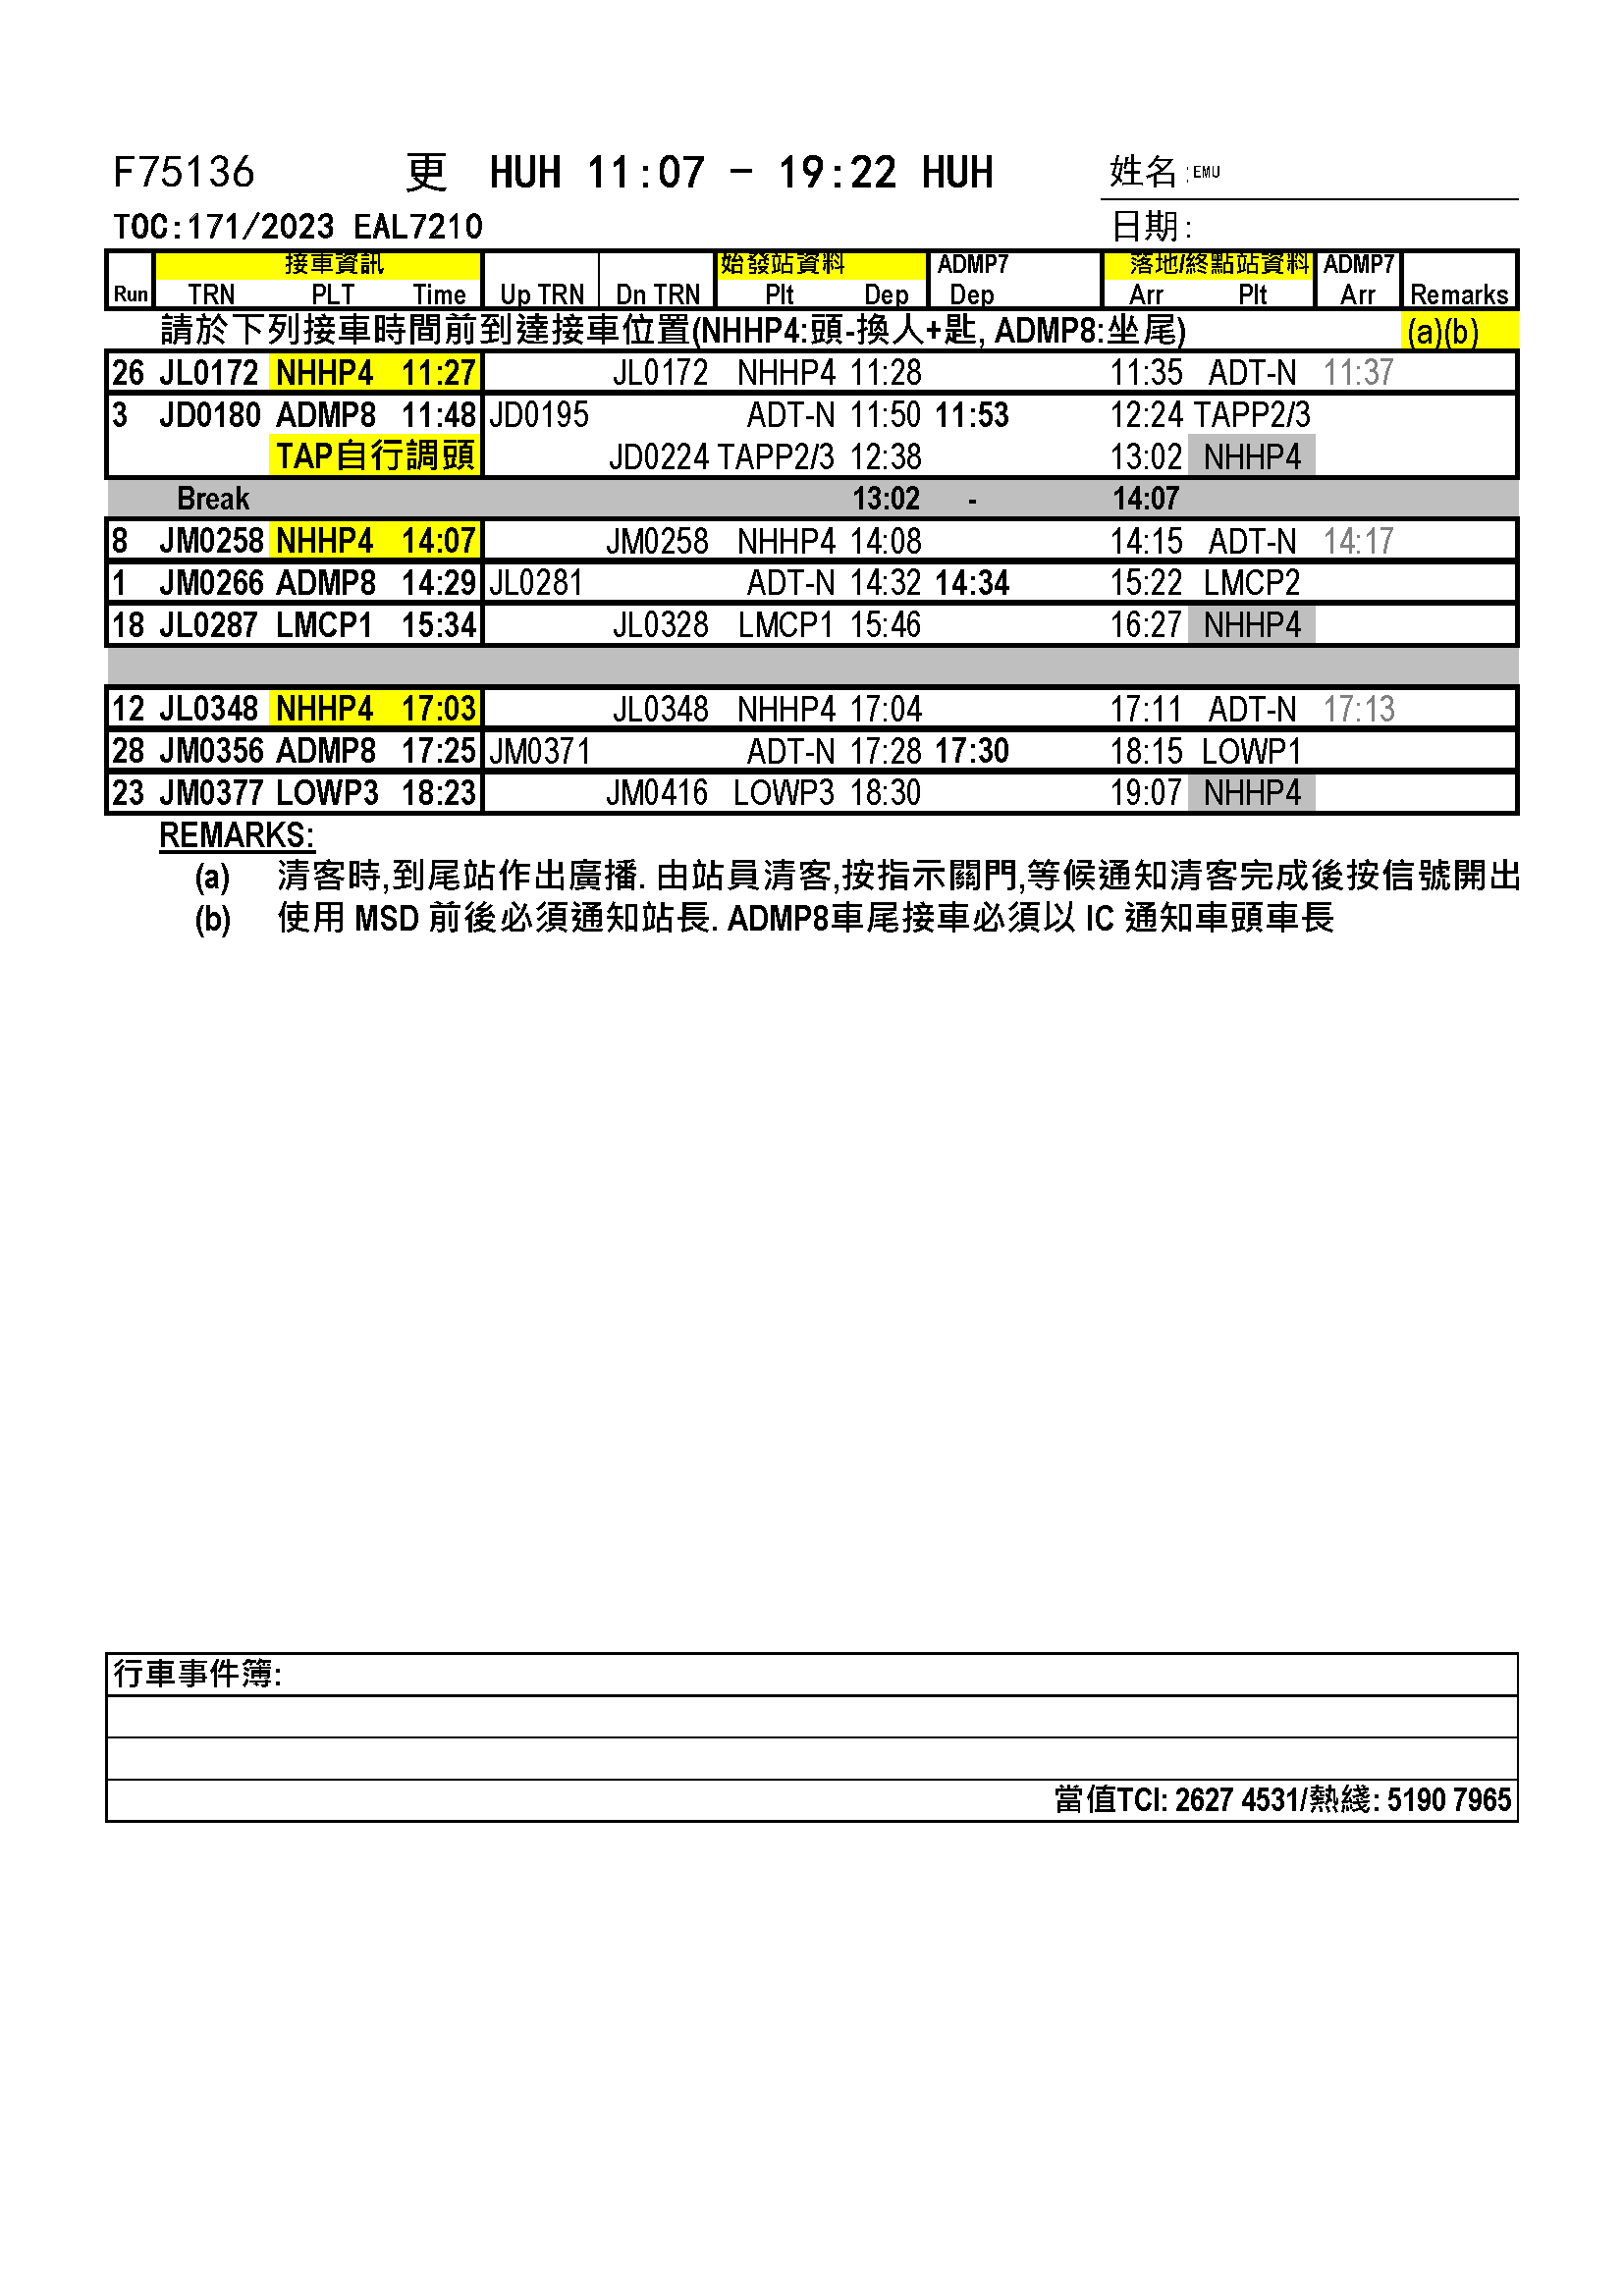 F75136 更 HUH 11:07 - 19:22 HUH 姓名:EMU
TOC:171/2023 EAL7210 日期:
接車資訊 始發站資料 ADMP7 落地/終點站資料 ADMP7
Run TRN PLT Time Up TRN Dn TRN Plt Dep Dep Arr Plt Arr Remarks
請於下列接車時間前到達接車位置(NHHP4:頭-換人+匙, ADMP8:坐尾) (a)(b)
26 JL0172 NHHP4 11:27 JL0172 NHHP4 11:28 11:35 ADT-N 11:37
3 JD0180 ADMP8 11:48 JD0195 ADT-N 11:50 11:53 12:24 TAPP2/3
TAP自行調頭 JD0224 TAPP2/3 12:38 13:02 NHHP4
Break 13:02 - 14:07
8 JM0258 NHHP4 14:07 JM0258 NHHP4 14:08 14:15 ADT-N 14:17
1 JM0266 ADMP8 14:29 JL0281 ADT-N 14:32 14:34 15:22 LMCP2
18 JL0287 LMCP1 15:34 JL0328 LMCP1 15:46 16:27 NHHP4
12 JL0348 NHHP4 17:03 JL0348 NHHP4 17:04 17:11 ADT-N 17:13
28 JM0356 ADMP8 17:25 JM0371 ADT-N 17:28 17:30 18:15 LOWP1
23 JM0377 LOWP3 18:23 JM0416 LOWP3 18:30 19:07 NHHP4
REMARKS:
(a) 清客時,到尾站作出廣播. 由站員清客,按指示關門,等候通知清客完成後按信號開出
(b) 使用 MSD 前後必須通知站長. ADMP8車尾接車必須以 IC 通知車頭車長
行車事件簿:
當值TCI: 2627 4531/熱綫: 5190 7965